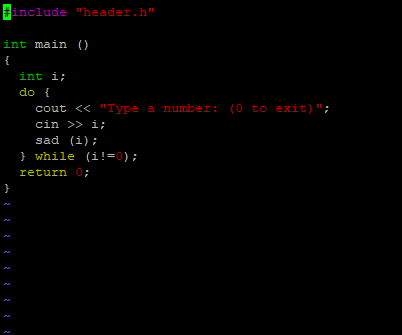 #include "header.h"

int main ()
{
  int i;
  do {
    cout << "Type a number: (0 to exit)";
    cin >> i;
    sad (i);
  } while (i!=0);
  return 0;
}
~
~
~
~
~
~
~
~
~